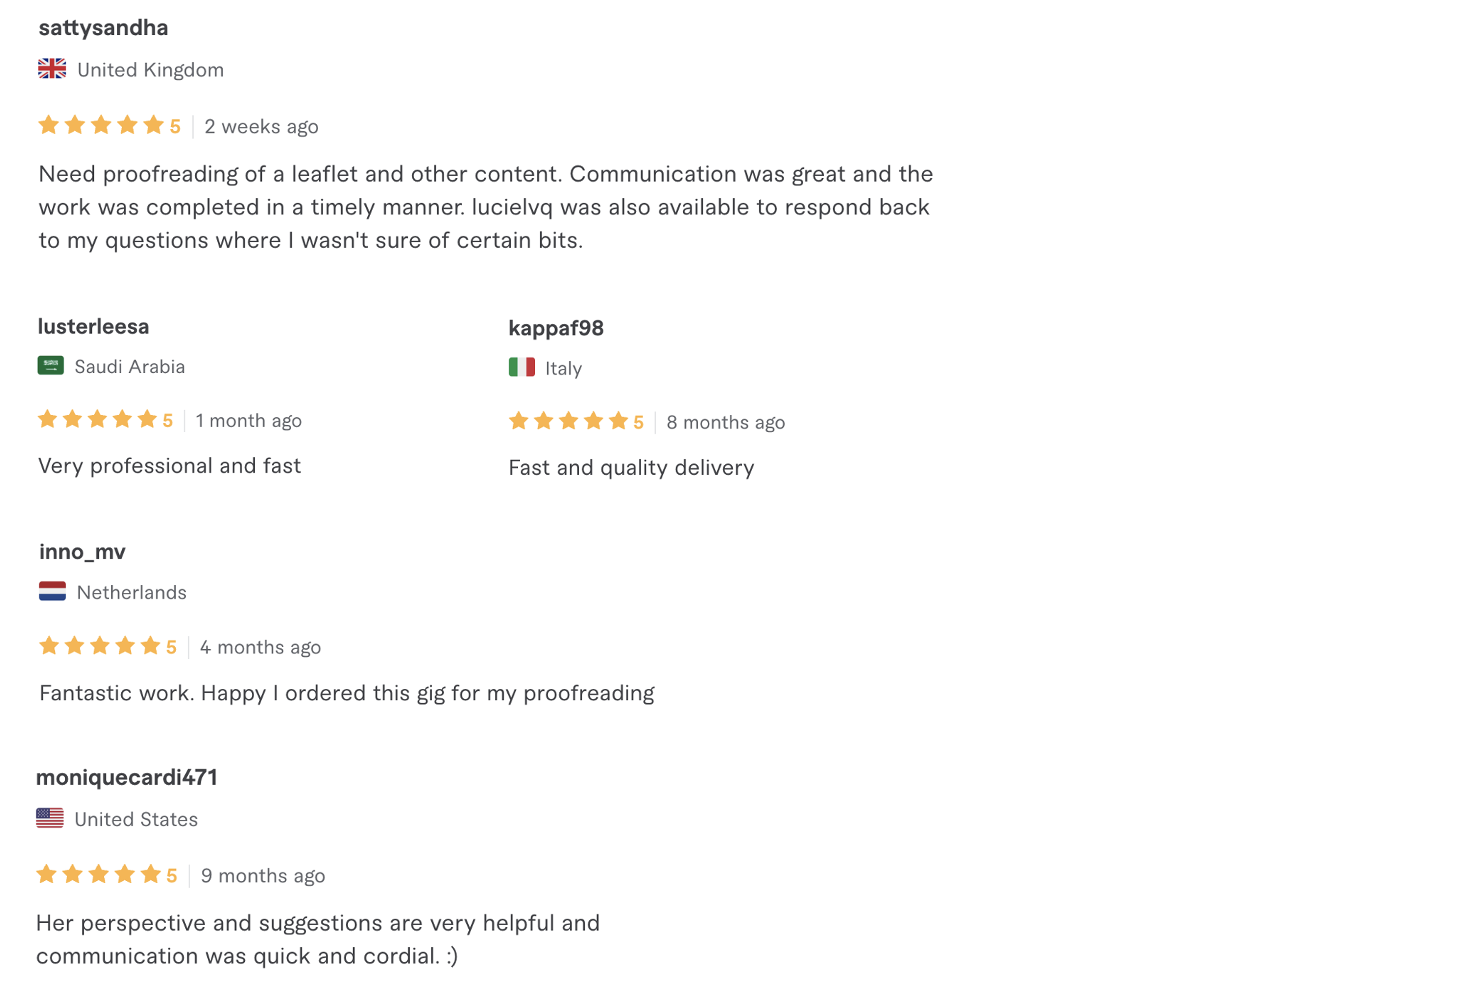 sattysandha
United Kingdom
5 | 2 weeks ago
Need proofreading of a leaflet and other content. Communication was great and the
work was completed in a timely manner. lucielvq was also available to respond back
to my questions where I wasn't sure of certain bits.
lusterleesa
Saudi Arabia
5 | 1 month ago
Very professional and fast
kappaf98
Italy
5 | 8 months ago
Fast and quality delivery
inno_mv
Netherlands
5 | 4 months ago
Fantastic work. Happy I ordered this gig for my proofreading
moniquecardi471
United States
5 | 9 months ago
Her perspective and suggestions are very helpful and
communication was quick and cordial. :)